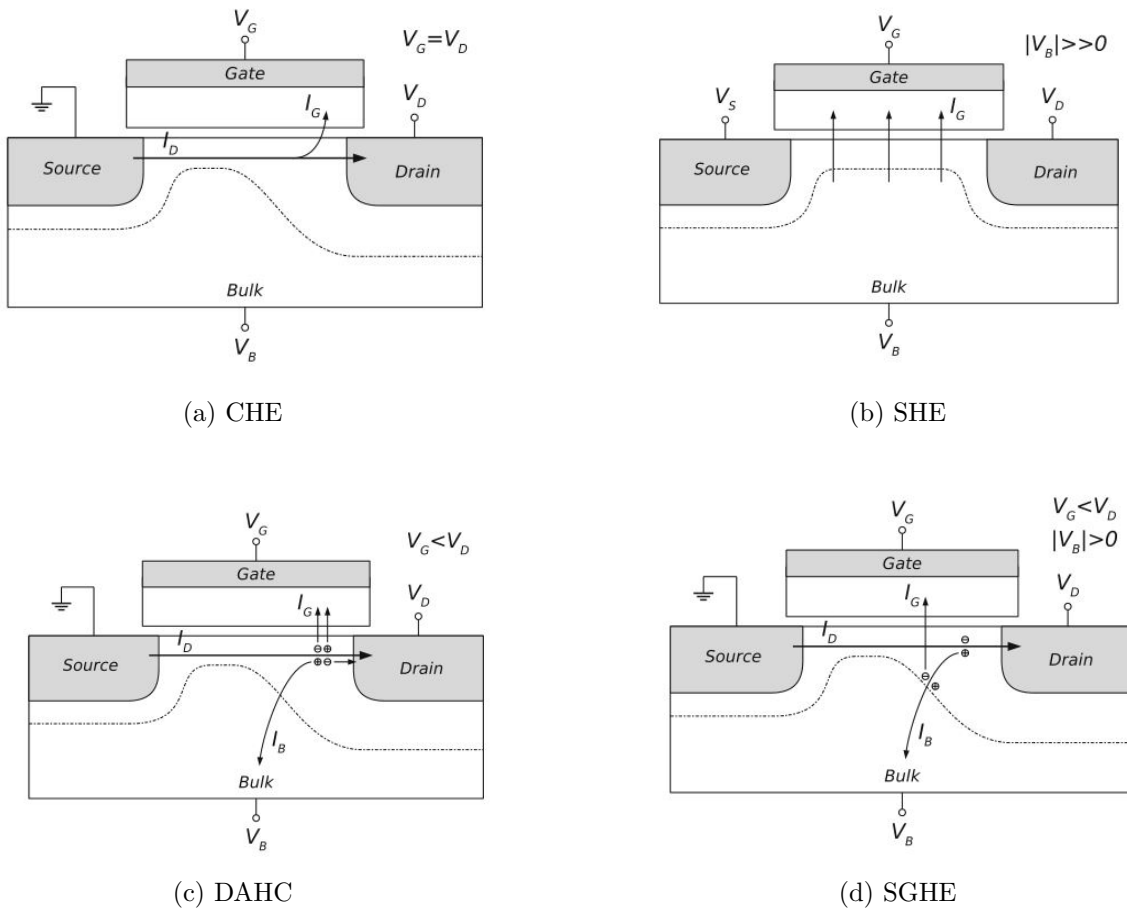 V_G
V_G=V_D
Gate
I_G
V_D
I_D
Source
Drain
Bulk
V_B
(a) CHE
V_G
|V_B|>>0
Gate
V_S
I_G
V_D
Source
Drain
Bulk
V_B
(b) SHE
V_G
V_G<V_D
Gate
V_D
I_G
I_D
⊖⊕
Source
⊕⊖
Drain
I_B
Bulk
V_B
(c) DAHC
V_G<V_D
V_G
|V_B|>0
Gate
V_D
I_G
I_D
⊖
Source
⊕
Drain
⊖
⊕
I_B
Bulk
V_B
(d) SGHE